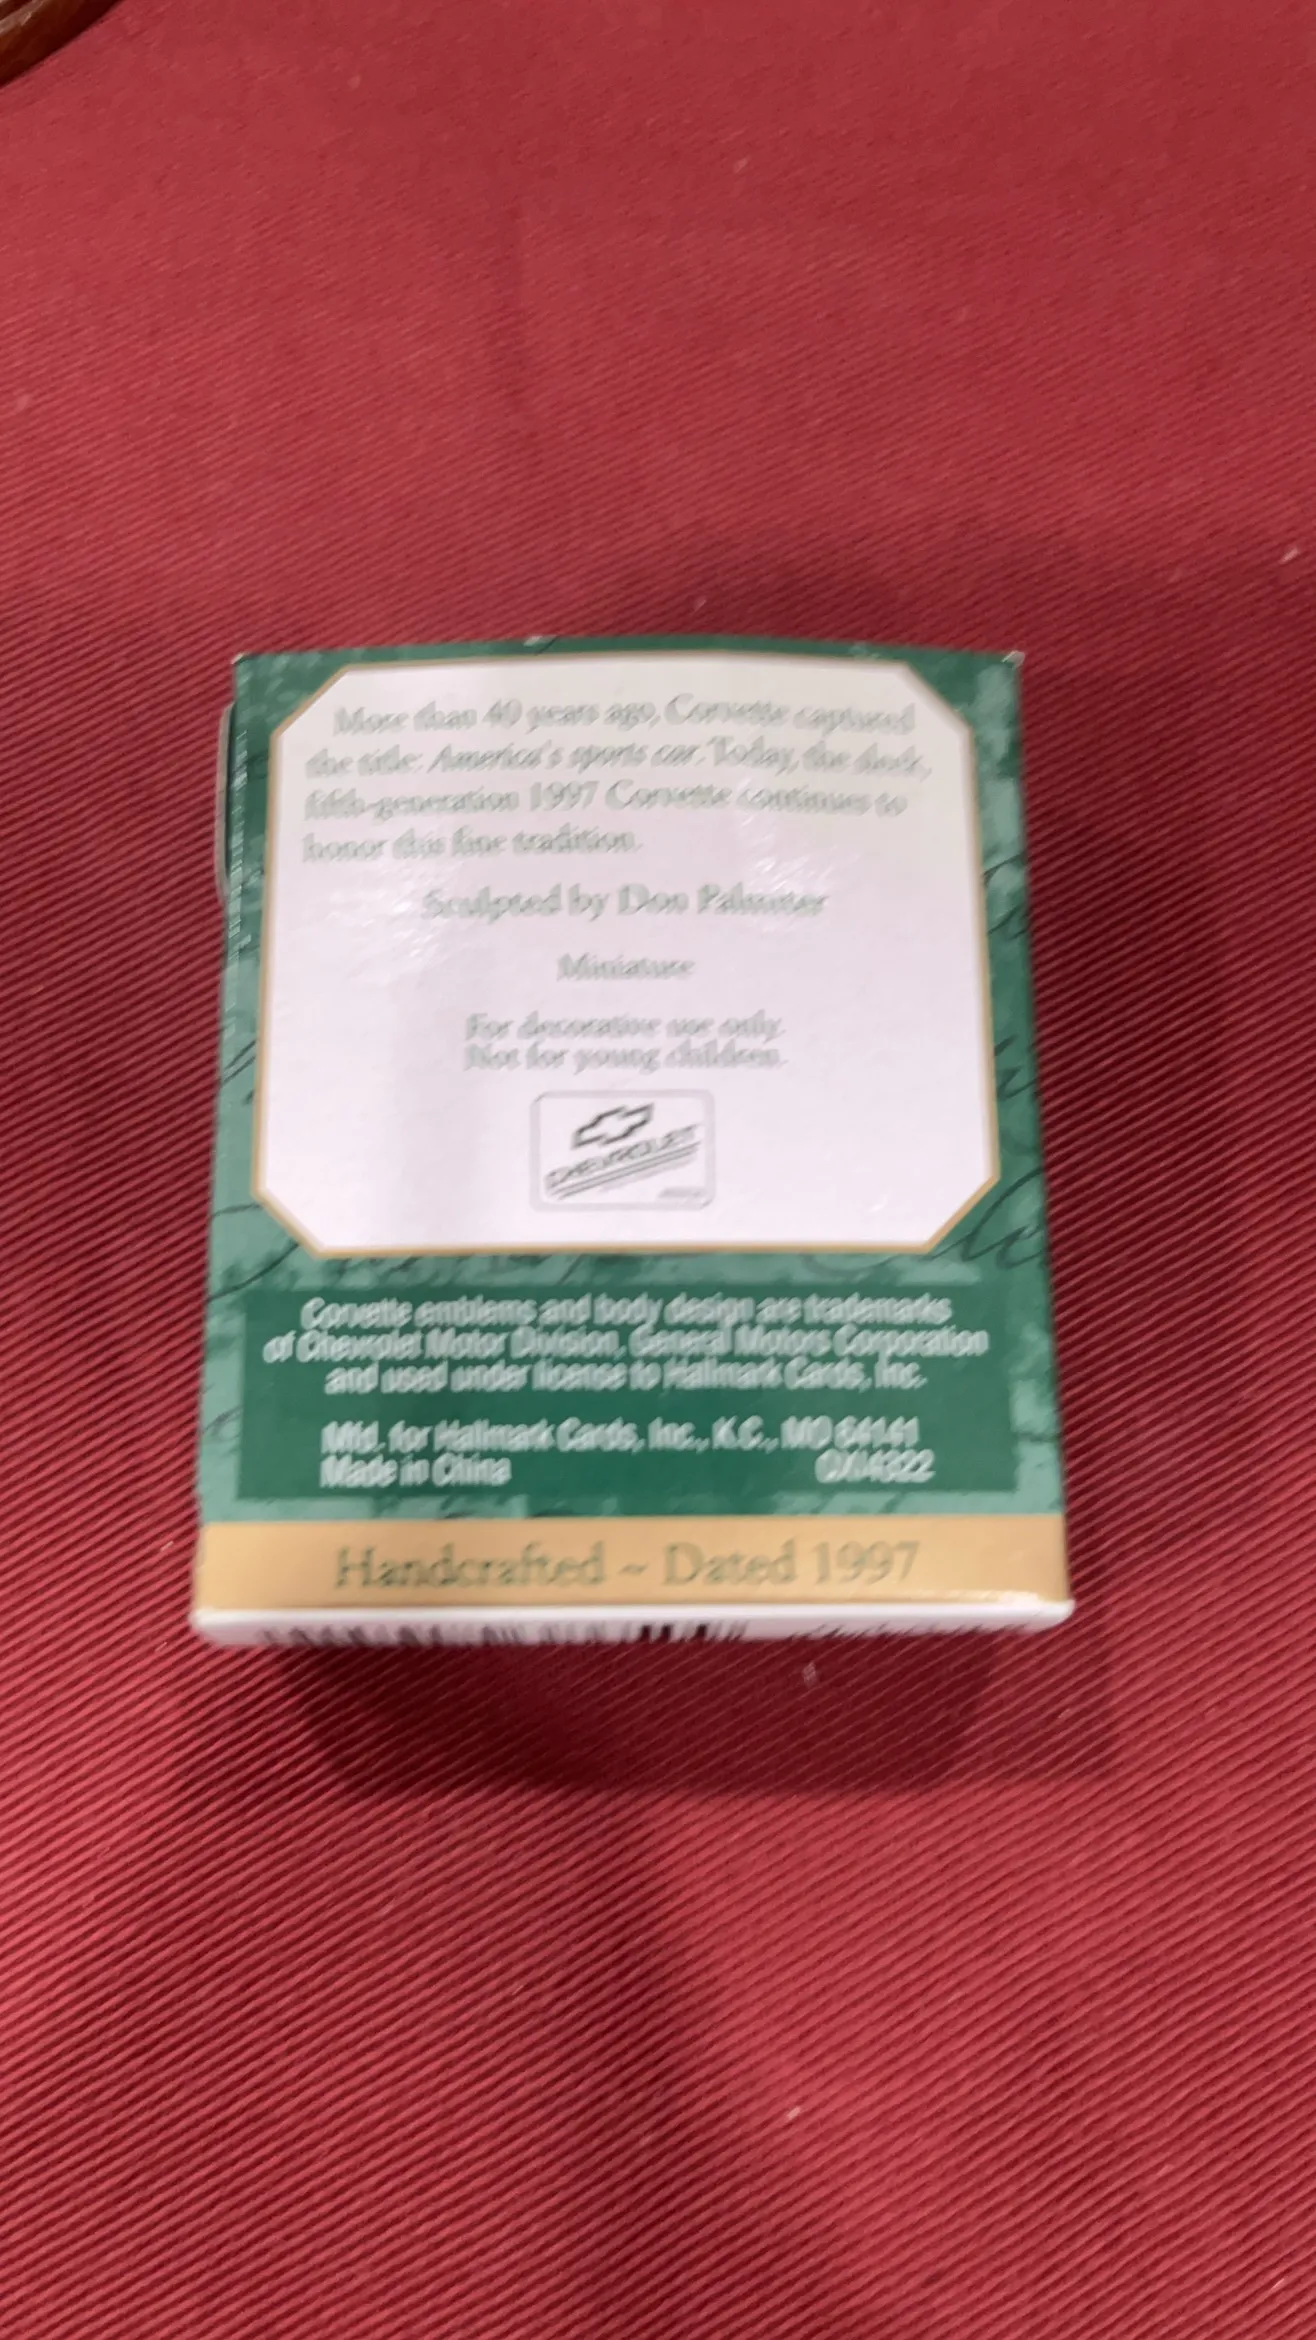 More than 40 years ago, Corvette captured
the title: America's sports car. Today, the sleek,
fifth-generation 1997 Corvette continues to
honor this fine tradition.
Sculpted by Don Palmiter
Miniature
For decorative use only.
Not for young children.
CHEVROLET
Corvette emblems and body design are trademarks
of Chevrolet Motor Division, General Motors Corporation
and used under license to Hallmark Cards, Inc.
Mfd. for Hallmark Cards, Inc., K.C., MO 64141
Made in China
Handcrafted ~ Dated 1997